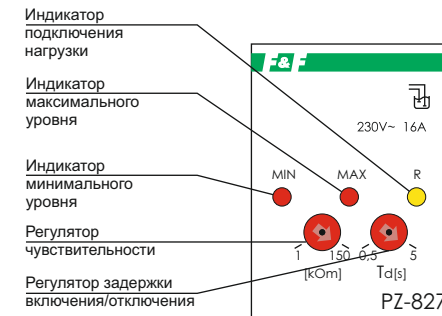 Индикатор
подключения
нагрузки
Индикатор
максимального
уровня
Индикатор
минимального
уровня
Регулятор
чувствительности
Регулятор задержки
включения/отключения
F&F
230V~ 16A
MIN MAX R
1 150 0,5 5
[kOm] Td[s]
PZ-827